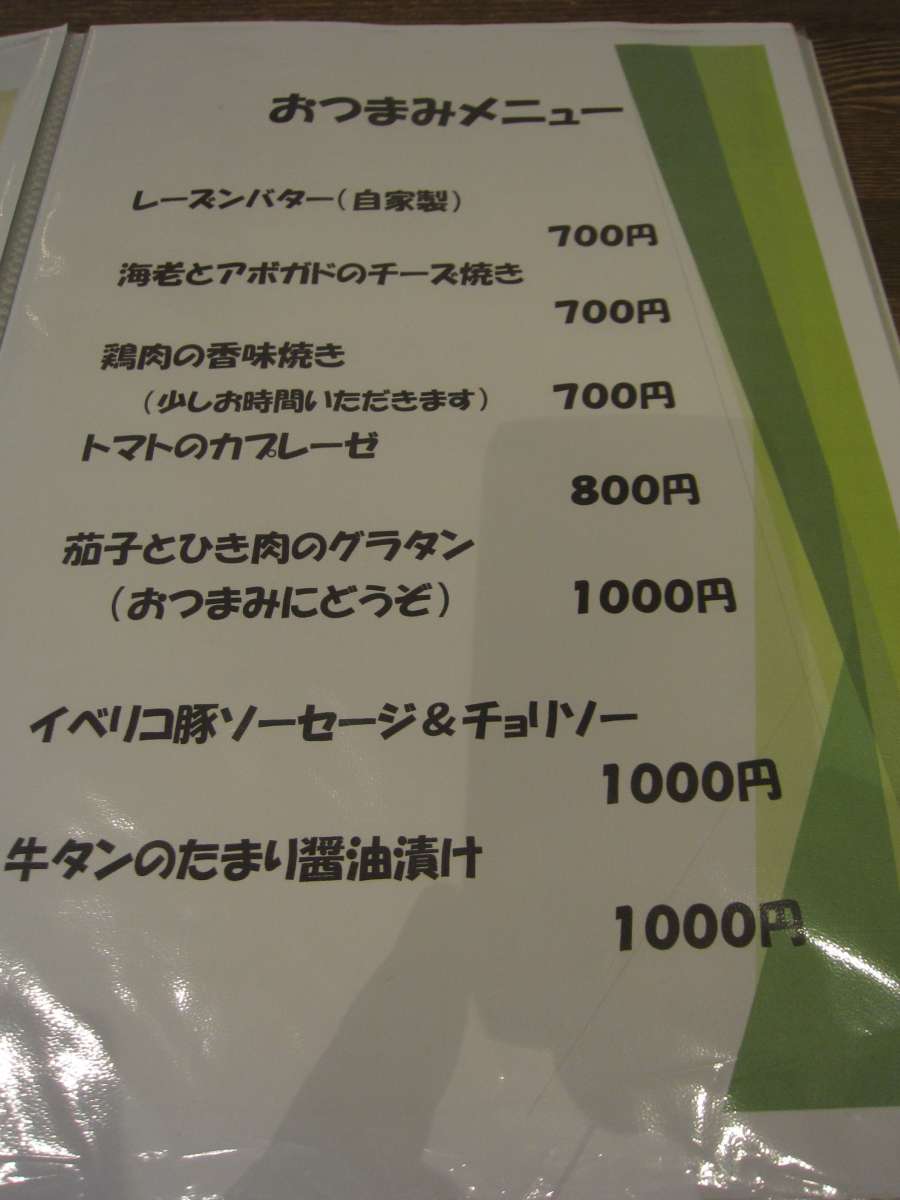 おつまみメニュー
レーズンバター(自家製)
700円
海老とアボガドのチーズ焼き
700円
鶏肉の香味焼き
(少しお時間いただきます) 700円
トマトのカプレーゼ
800円
茄子とひき肉のグラタン
(おつまみにどうぞ) 1000円
イベリコ豚ソーセージ&チョリソー
1000円
牛タンのたまり醤油漬け
1000円